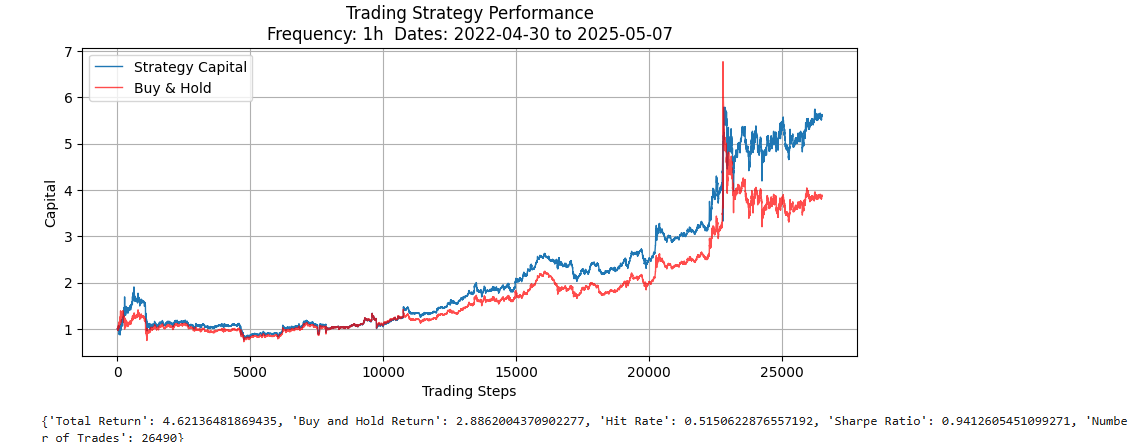 Trading Strategy Performance
Frequency: 1h  Dates: 2022-04-30 to 2025-05-07
Strategy Capital
Buy & Hold
7
6
5
4
3
2
1
Capital
0
5000
10000
15000
20000
25000
Trading Steps
{'Total Return': 4.62136481869435, 'Buy and Hold Return': 2.8862004370902277, 'Hit Rate': 0.5150622876557192, 'Sharpe Ratio': 0.9412605451099271, 'Numbe
r of Trades': 26490}